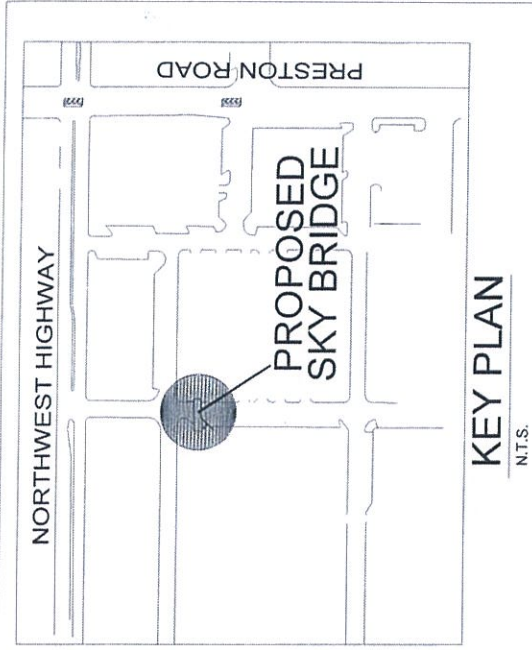 NORTHWEST HIGHWAY
PRESTON ROAD
PROPOSED
SKY BRIDGE
KEY PLAN
N.T.S.